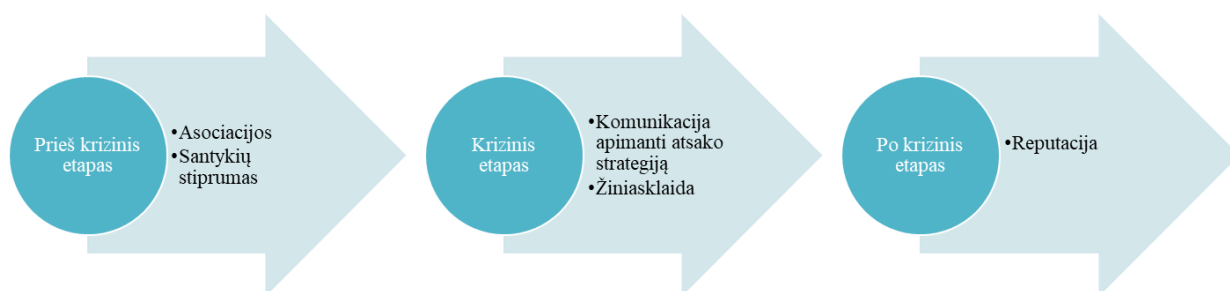 Prieš krizinis
etapas
•Asociacijos
•Santykių
stiprumas
Krizinis
etapas
•Komunikacija
apimanti atsako
strategiją
•Žiniasklaida
Po krizinis
etapas
•Reputacija